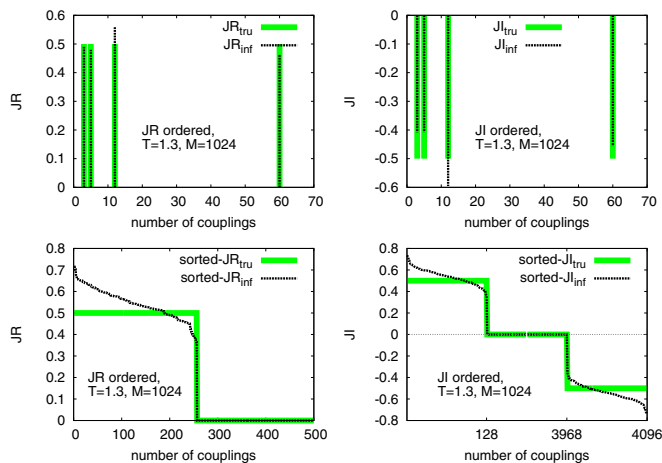 JR
0.6
0.5
0.4
0.3
0.2
0.1
0
0 10 20 30 40 50 60 70
number of couplings
JR_tru
JR_inf
JR ordered,
T=1.3, M=1024
JI
0
-0.1
-0.2
-0.3
-0.4
-0.5
-0.6
0 10 20 30 40 50 60 70
number of couplings
JI_tru
JI_inf
JI ordered,
T=1.3, M=1024
JR
0.8
0.7
0.6
0.5
0.4
0.3
0.2
0.1
0
0 100 200 300 400 500
number of couplings
sorted-JR_tru
sorted-JR_inf
JR ordered,
T=1.3, M=1024
JI
0.8
0.6
0.4
0.2
0
-0.2
-0.4
-0.6
-0.8
128 3968 4096
number of couplings
sorted-JI_tru
sorted-JI_inf
JI ordered,
T=1.3, M=1024